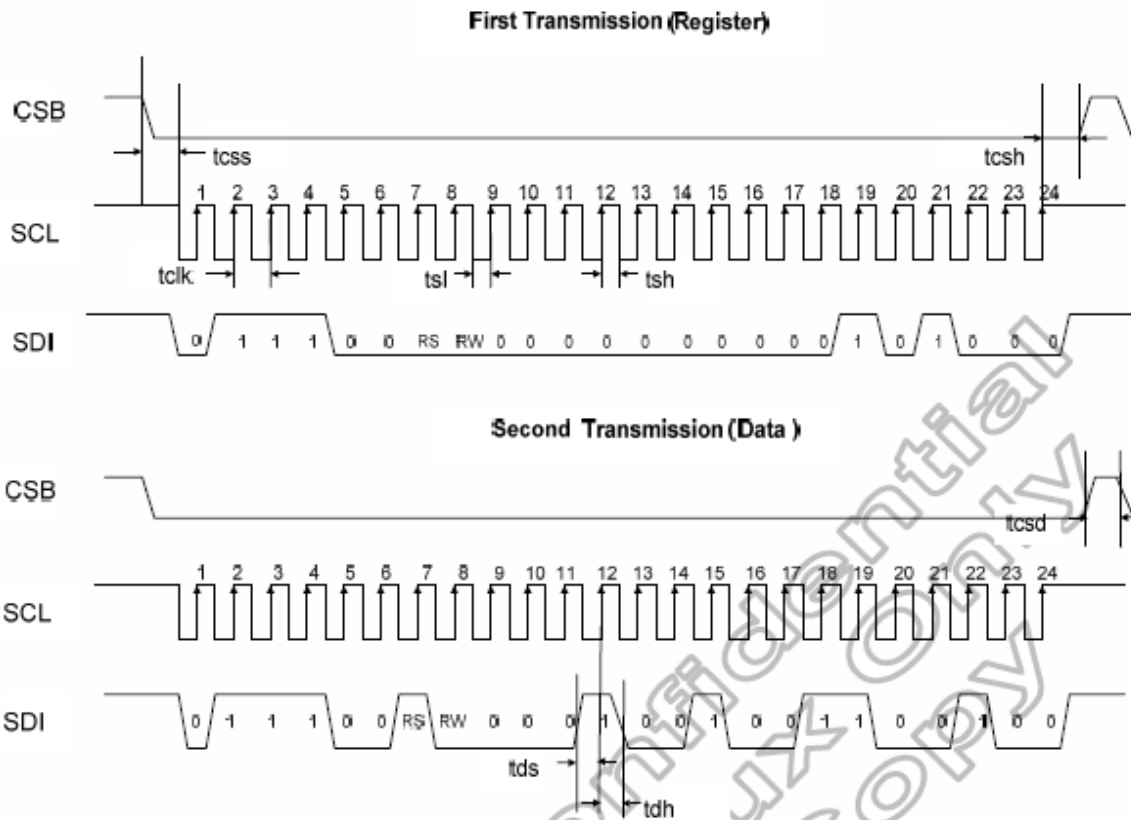 First Transmission (Register)
CSB
tcss
tcsh
1 2 3 4 5 6 7 8 9 10 11 12 13 14 15 16 17 18 19 20 21 22 23 24
SCL
tclk.
tsl
tsh
SDI
0 1 1 1 0 0 RS RW 0 0 0 0 0 0 0 0 0 0 1 0 1 0 0 0
Second Transmission (Data )
CSB
tcsd
1 2 3 4 5 6 7 8 9 10 11 12 13 14 15 16 17 18 19 20 21 22 23 24
SCL
SDI
0 1 1 1 0 0 RS RW 0 0 0 1 0 0 1 0 0 1 1 0 0 1 0 0
tds
tdh
Only
Copy